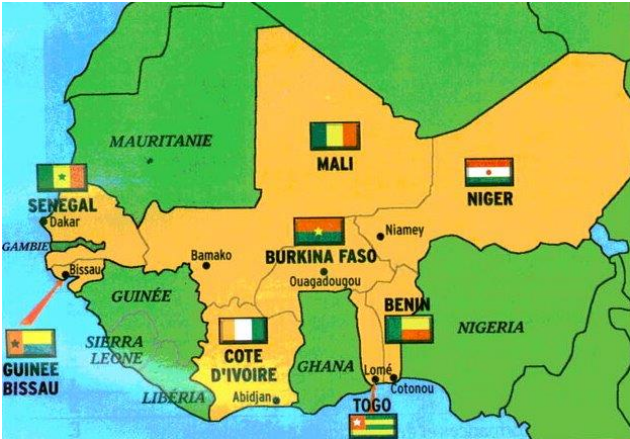 MAURITANIE
MALI
NIGER
SENEGAL
Dakar
GAMBIE
Bissau
Bamako
BURKINA FASO
Niamey
Ouagadougou
GUINÉE
BENIN
NIGERIA
SIERRA
LEONE
COTE
D'IVOIRE
GHANA
GUINEE
BISSAU
LIBÉRIA
Abidjan
Lomé
Cotonou
TOGO